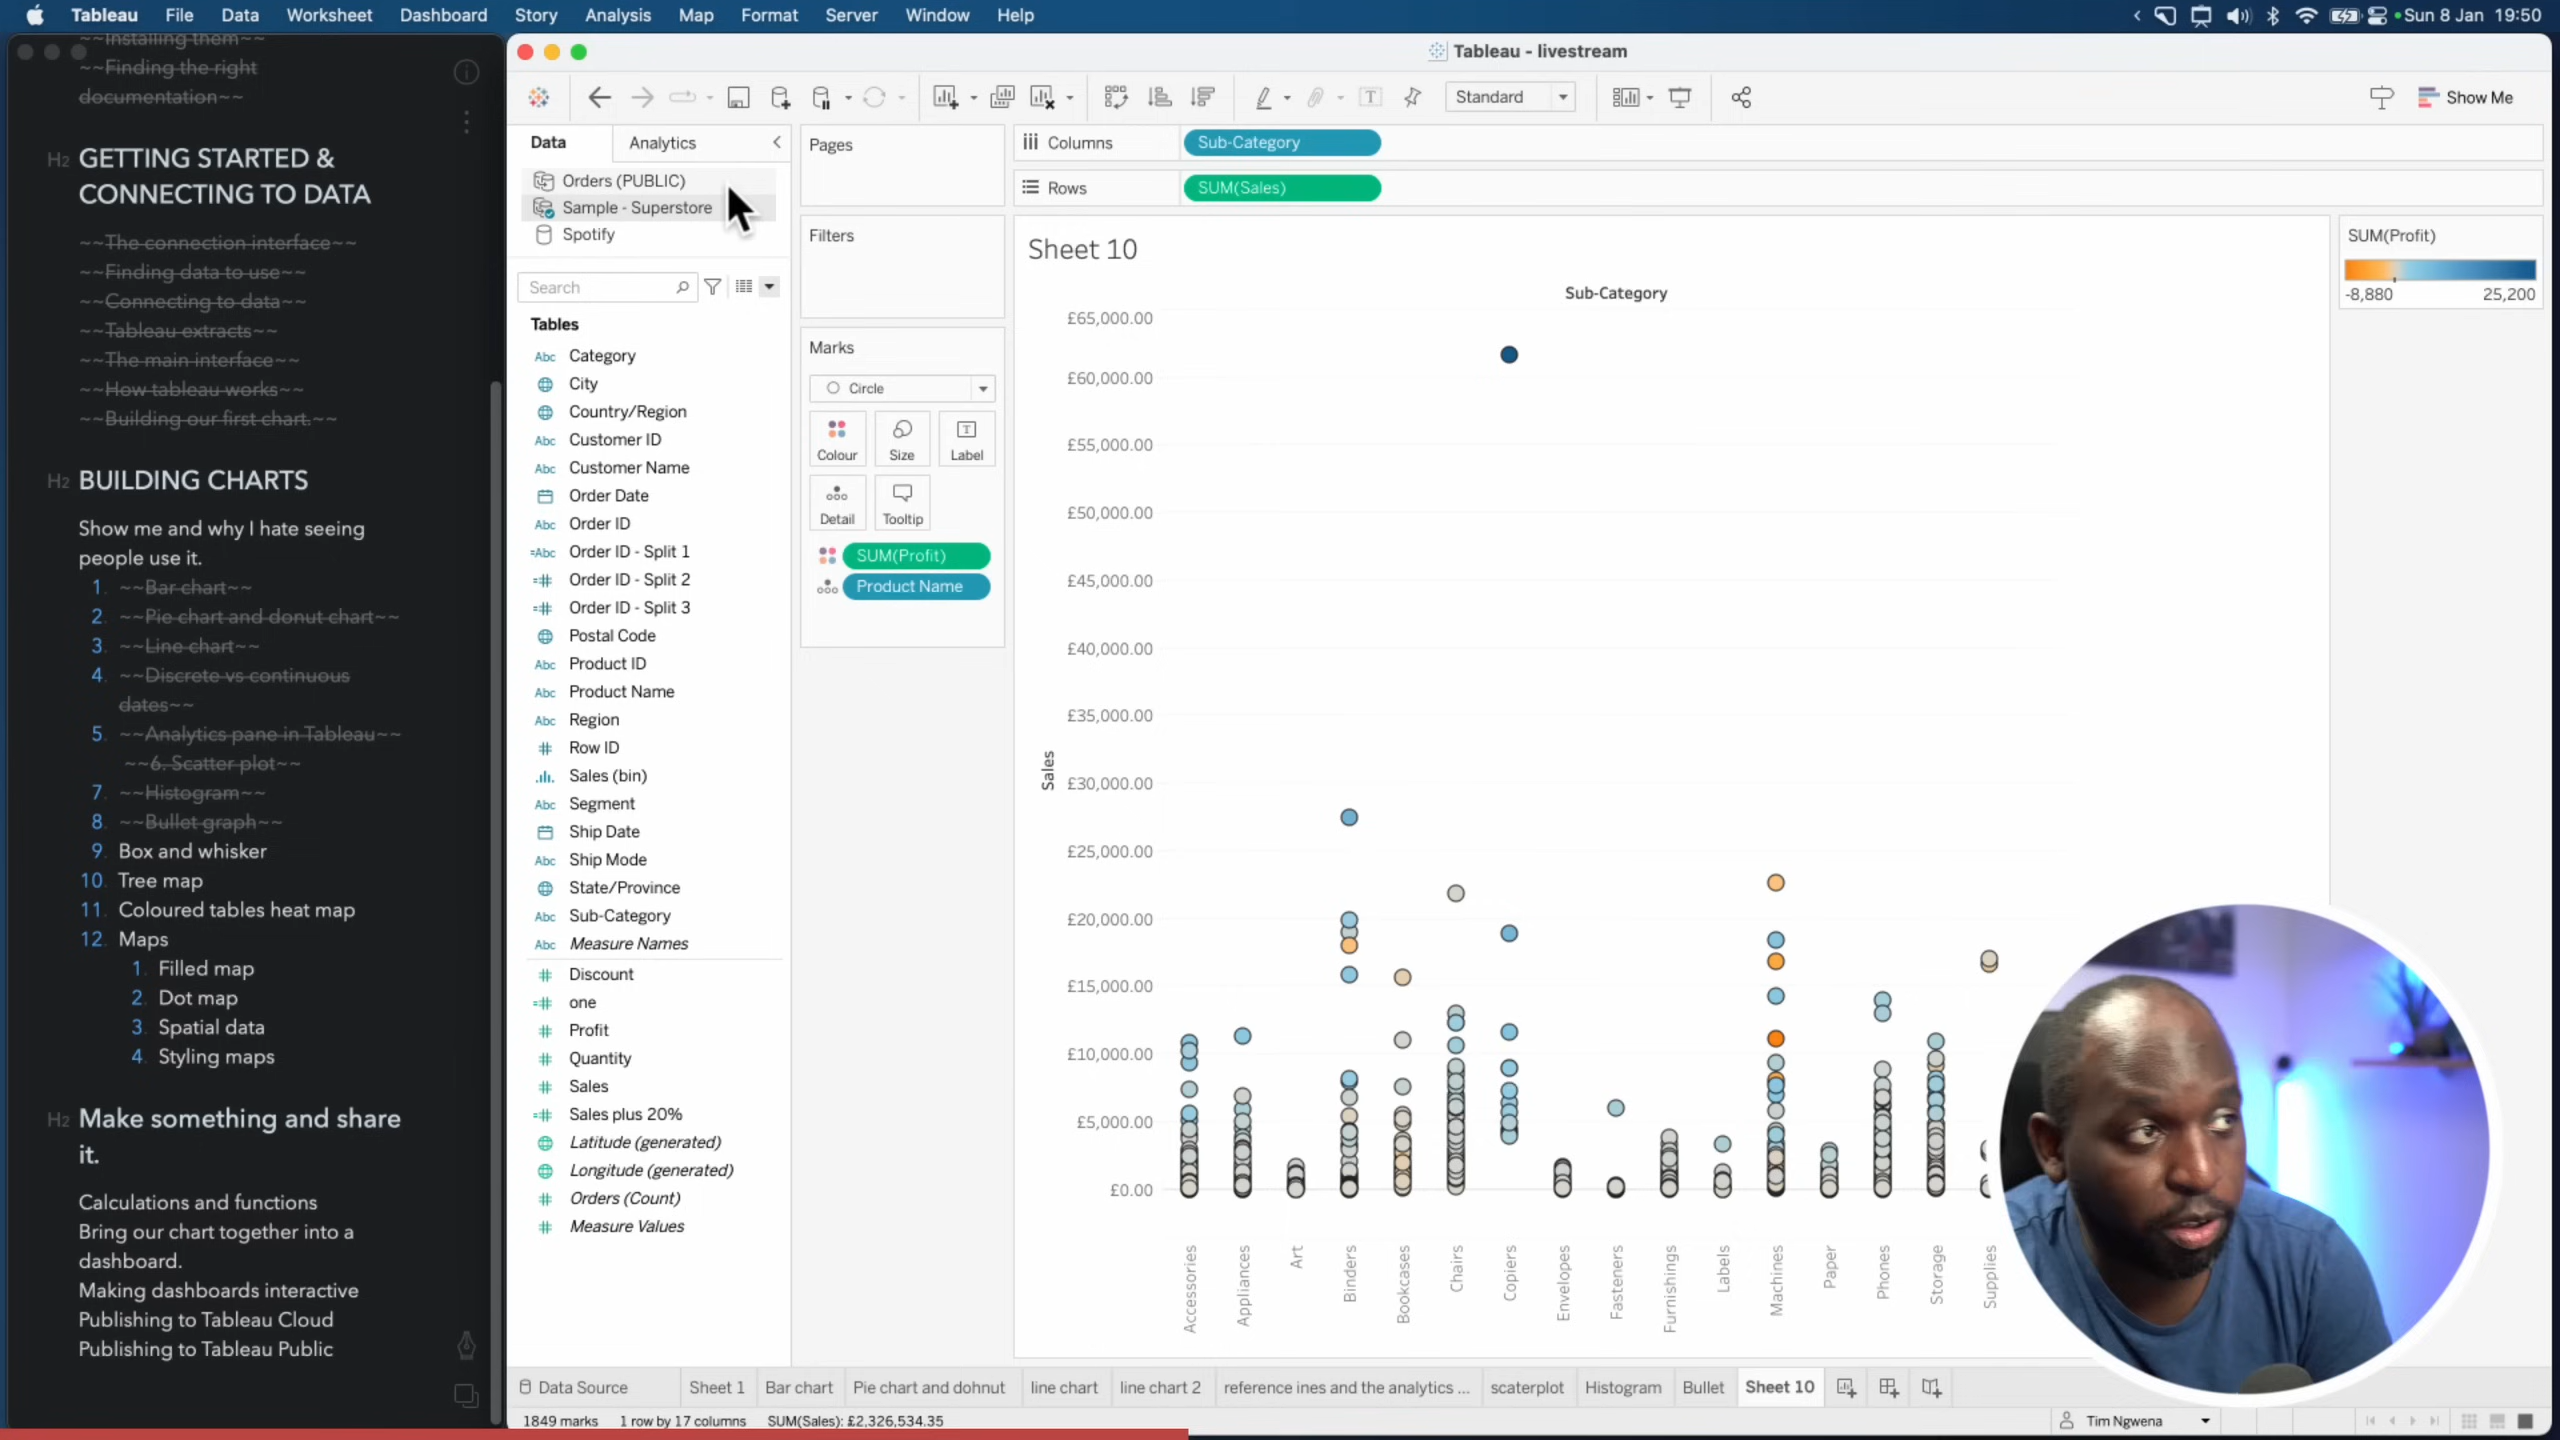 Tableau File Data Worksheet Dashboard Story Analysis Map Format Server Window Help
Sun 8 Jan 19:50
~~Installing them~~
~~Finding the right
documentation~~
H2 GETTING STARTED &
CONNECTING TO DATA
~~The connection interface~~
~~Finding data to use~~
~~Connecting to data~~
~~Tableau extracts~~
~~The main interface~~
~~How tableau works~~
~~Building our first chart.~~
H2 BUILDING CHARTS
Show me and why I hate seeing
people use it.
1. ~~Bar chart~~
2. ~~Pie chart and donut chart~~
3. ~~Line chart~~
4. ~~Discrete vs continuous
dates~~
5. ~~Analytics pane in Tableau~~
~~6. Scatter plot~~
7. ~~Histogram~~
8. ~~Bullet graph~~
9. Box and whisker
10. Tree map
11. Coloured tables heat map
12. Maps
1. Filled map
2. Dot map
3. Spatial data
4. Styling maps
H2 Make something and share
it.
Calculations and functions
Bring our chart together into a
dashboard.
Making dashboards interactive
Publishing to Tableau Cloud
Publishing to Tableau Public
Tableau - livestream
Standard
Show Me
Data
Analytics
Orders (PUBLIC)
Sample - Superstore
Spotify
Search
Tables
Abc Category
City
Country/Region
Abc Customer ID
Abc Customer Name
Order Date
Abc Order ID
=Abc Order ID - Split 1
=# Order ID - Split 2
=# Order ID - Split 3
Postal Code
Abc Product ID
Abc Product Name
Abc Region
# Row ID
Sales (bin)
Abc Segment
Ship Date
Abc Ship Mode
State/Province
Abc Sub-Category
Abc Measure Names
# Discount
=# one
# Profit
# Quantity
# Sales
=# Sales plus 20%
Latitude (generated)
Longitude (generated)
# Orders (Count)
# Measure Values
Pages
Filters
Marks
Circle
Colour
Size
Label
Detail
Tooltip
SUM(Profit)
Product Name
Columns
Sub-Category
Rows
SUM(Sales)
Sheet 10
Sub-Category
£65,000.00
£60,000.00
£55,000.00
£50,000.00
£45,000.00
£40,000.00
£35,000.00
£30,000.00
£25,000.00
£20,000.00
£15,000.00
£10,000.00
£5,000.00
£0.00
Sales
Accessories
Appliances
Art
Binders
Bookcases
Chairs
Copiers
Envelopes
Fasteners
Furnishings
Labels
Machines
Paper
Phones
Storage
Supplies
SUM(Profit)
-8,880 25,200
Data Source
Sheet 1
Bar chart
Pie chart and dohnut
line chart
line chart 2
reference ines and the analytics ...
scaterplot
Histogram
Bullet
Sheet 10
1849 marks 1 row by 17 columns SUM(Sales): £2,326,534.35
Tim Ngwena